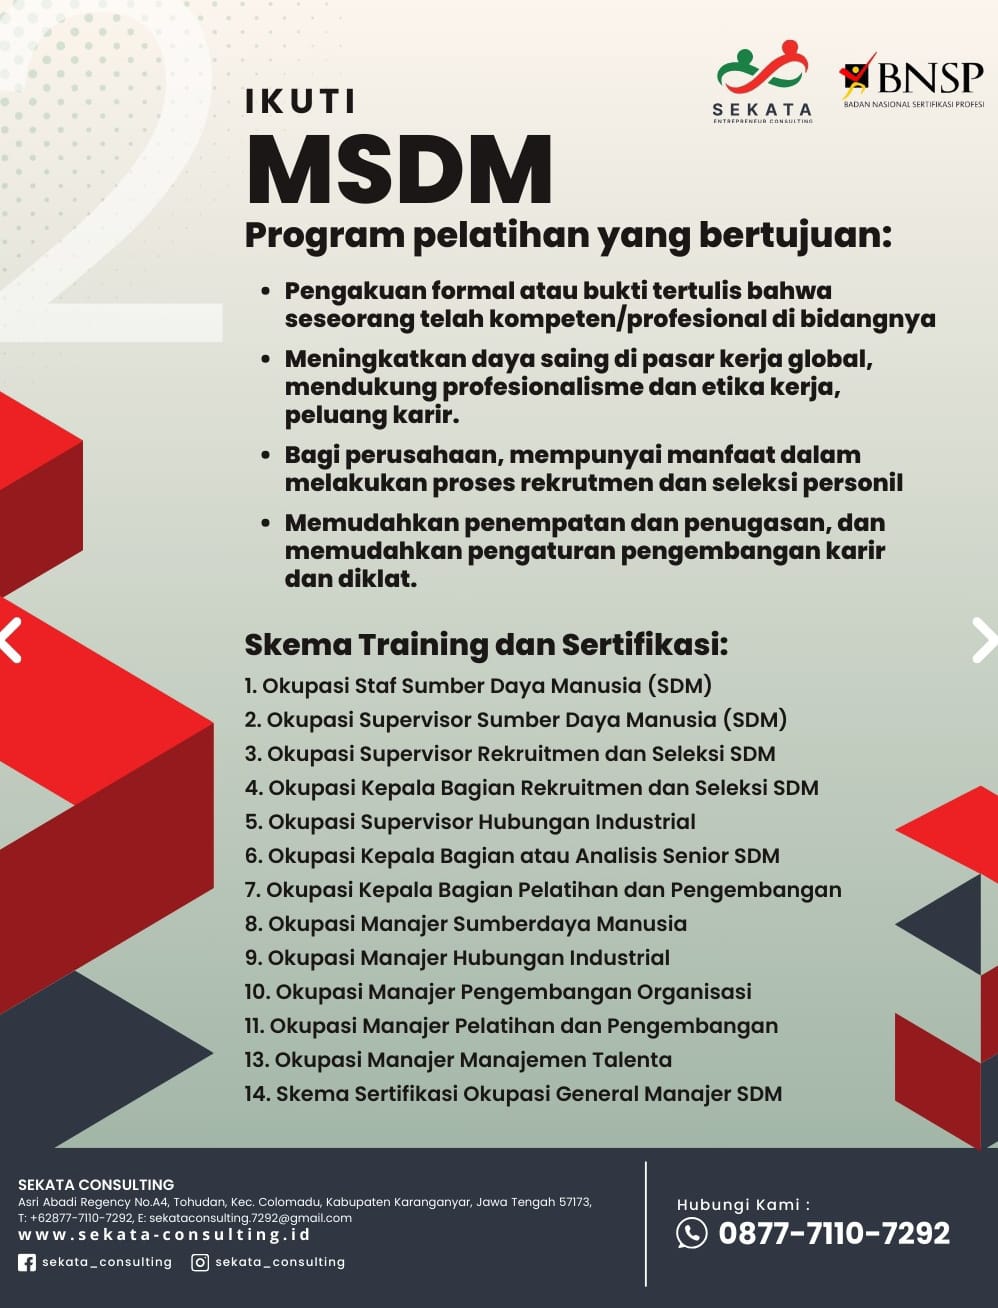 2
SEKATA
ENTREPRENEUR CONSULTING
BNSP
BADAN NASIONAL SERTIFIKASI PROFESI
IKUTI
MSDM
Program pelatihan yang bertujuan:
• Pengakuan formal atau bukti tertulis bahwa
seseorang telah kompeten/profesional di bidangnya
• Meningkatkan daya saing di pasar kerja global,
mendukung profesionalisme dan etika kerja,
peluang karir.
• Bagi perusahaan, mempunyai manfaat dalam
melakukan proses rekrutmen dan seleksi personil
• Memudahkan penempatan dan penugasan, dan
memudahkan pengaturan pengembangan karir
dan diklat.
Skema Training dan Sertifikasi:
1. Okupasi Staf Sumber Daya Manusia (SDM)
2. Okupasi Supervisor Sumber Daya Manusia (SDM)
3. Okupasi Supervisor Rekruitmen dan Seleksi SDM
4. Okupasi Kepala Bagian Rekruitmen dan Seleksi SDM
5. Okupasi Supervisor Hubungan Industrial
6. Okupasi Kepala Bagian atau Analisis Senior SDM
7. Okupasi Kepala Bagian Pelatihan dan Pengembangan
8. Okupasi Manajer Sumberdaya Manusia
9. Okupasi Manajer Hubungan Industrial
10. Okupasi Manajer Pengembangan Organisasi
11. Okupasi Manajer Pelatihan dan Pengembangan
13. Okupasi Manajer Manajemen Talenta
14. Skema Sertifikasi Okupasi General Manajer SDM
SEKATA CONSULTING
Asri Abadi Regency No.A4, Tohudan, Kec. Colomadu, Kabupaten Karanganyar, Jawa Tengah 57173,
T: +62877-7110-7292, E: sekataconsulting.7292@gmail.com
www.sekata-consulting.id
sekata_consulting sekata_consulting
Hubungi Kami :
0877-7110-7292